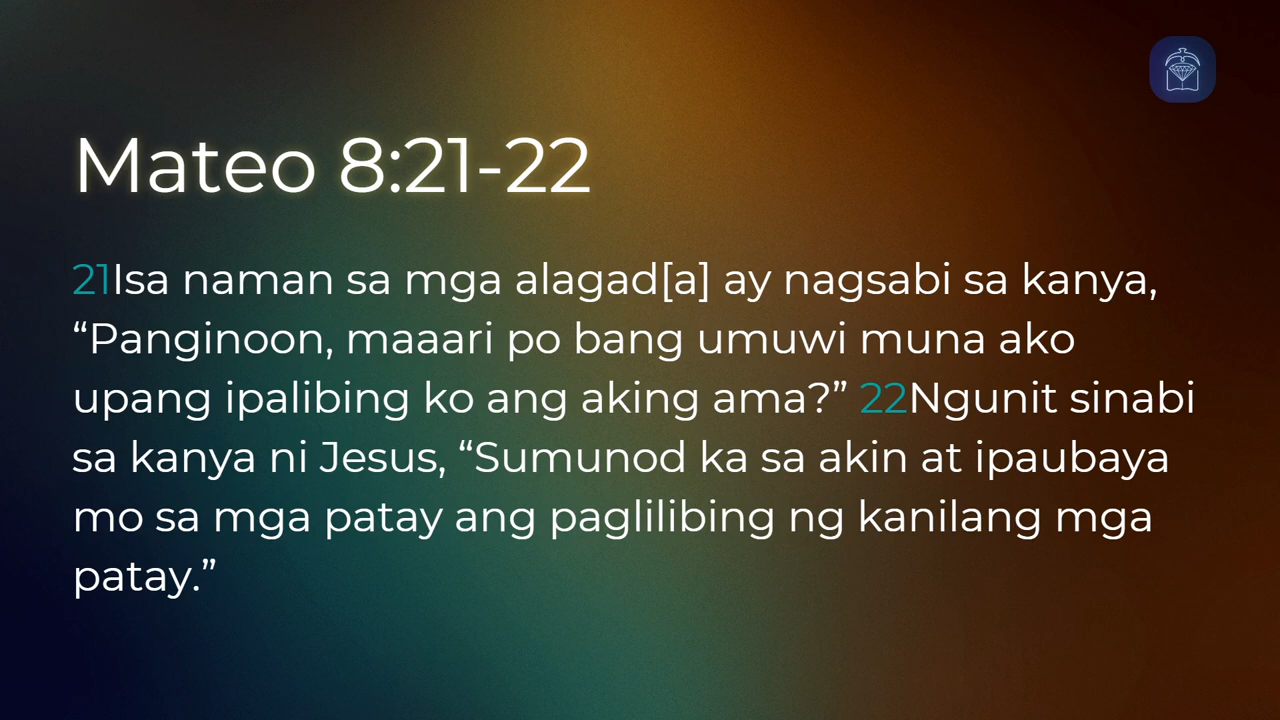 Mateo 8:21-22
21Isa naman sa mga alagad[a] ay nagsabi sa kanya,
“Panginoon, maaari po bang umuwi muna ako
upang ipalibing ko ang aking ama?” 22Ngunit sinabi
sa kanya ni Jesus, “Sumunod ka sa akin at ipaubaya
mo sa mga patay ang paglilibing ng kanilang mga
patay.”